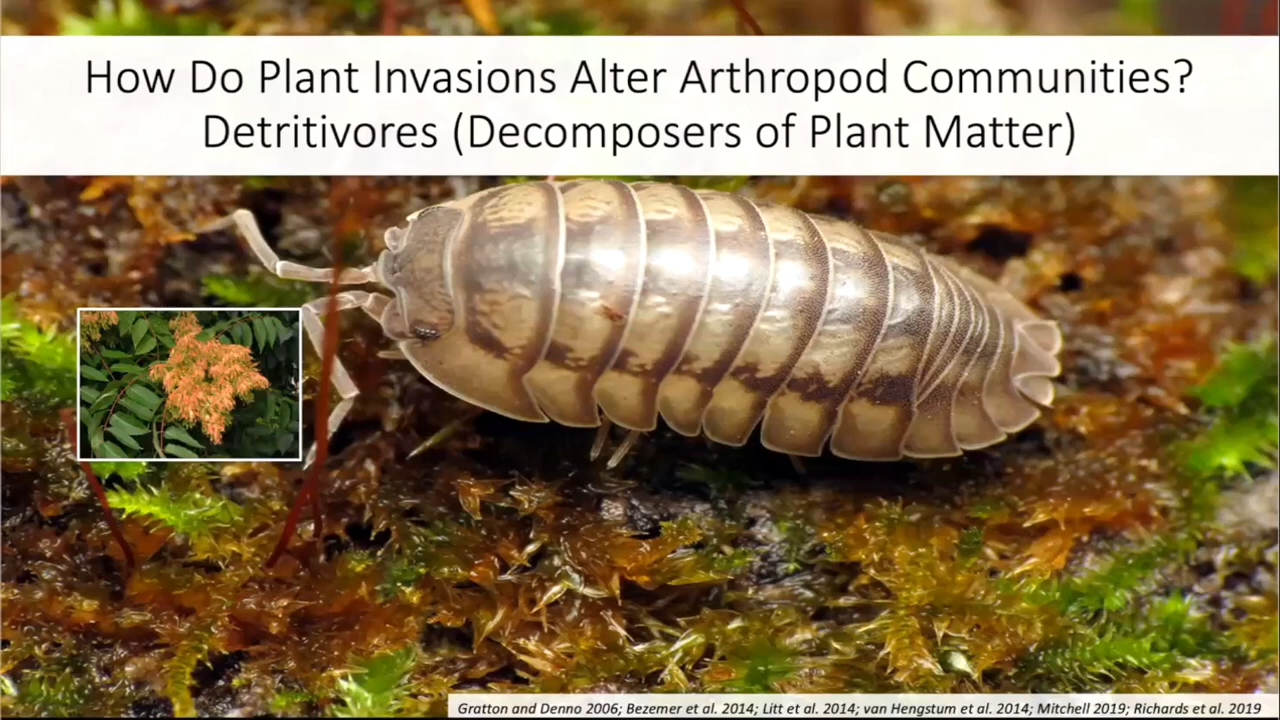 How Do Plant Invasions Alter Arthropod Communities?
Detritivores (Decomposers of Plant Matter)
Gratton and Denno 2006; Bezemer et al. 2014; Litt et al. 2014; van Hengstum et al. 2014; Mitchell 2019; Richards et al. 2019